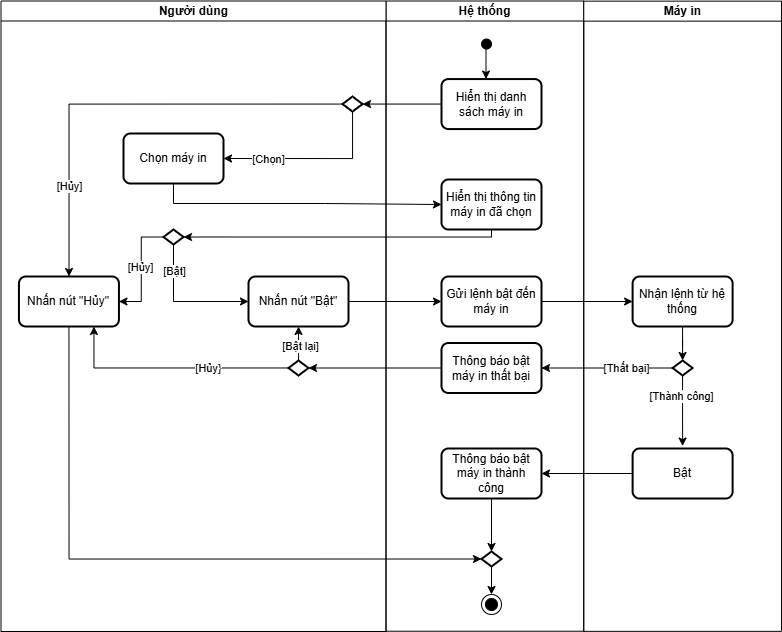 Người dùng
Hệ thống
Máy in
Hiển thị danh
sách máy in
Chọn máy in
[Chọn]
[Hủy]
Hiển thị thông tin
máy in đã chọn
[Hủy]
[Bật]
Nhấn nút "Hủy"
Nhấn nút "Bật"
Gửi lệnh bật đến
máy in
Nhận lệnh từ hệ
thống
[Bật lại]
[Hủy]
Thông báo bật
máy in thất bại
[Thất bại]
[Thành công]
Thông báo bật
máy in thành
công
Bật